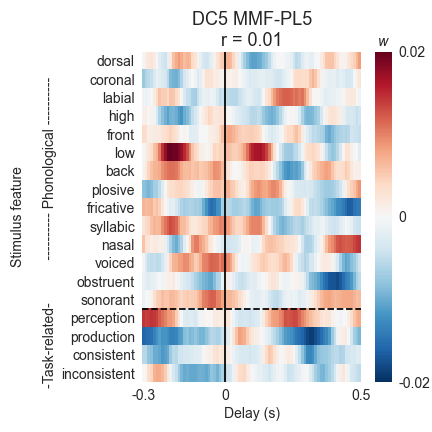 DC5 MMF-PL5
r = 0.01
w
dorsal
coronal
labial
high
front
low
back
plosive
fricative
syllabic
nasal
voiced
obstruent
sonorant
perception
production
consistent
inconsistent
Stimulus feature
-Task-related- ---------- Phonological ----------
0.02
0
-0.02
-0.3 0 0.5
Delay (s)